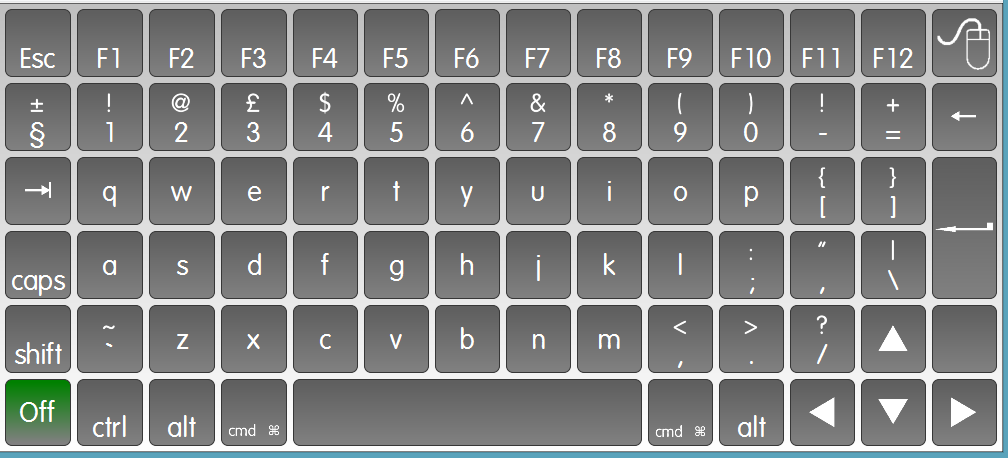 Esc F1 F2 F3 F4 F5 F6 F7 F8 F9 F10 F11 F12
± ! @ £ $ % ^ & * ( ) ! +
§ 1 2 3 4 5 6 7 8 9 0 - =
q w e r t y u i o p { }
[ ]
a s d f g h j k l : " |
caps ; , \
~ z x c v b n m < > ?
shift ` , . /
Off ctrl alt cmd ⌘ cmd ⌘ alt